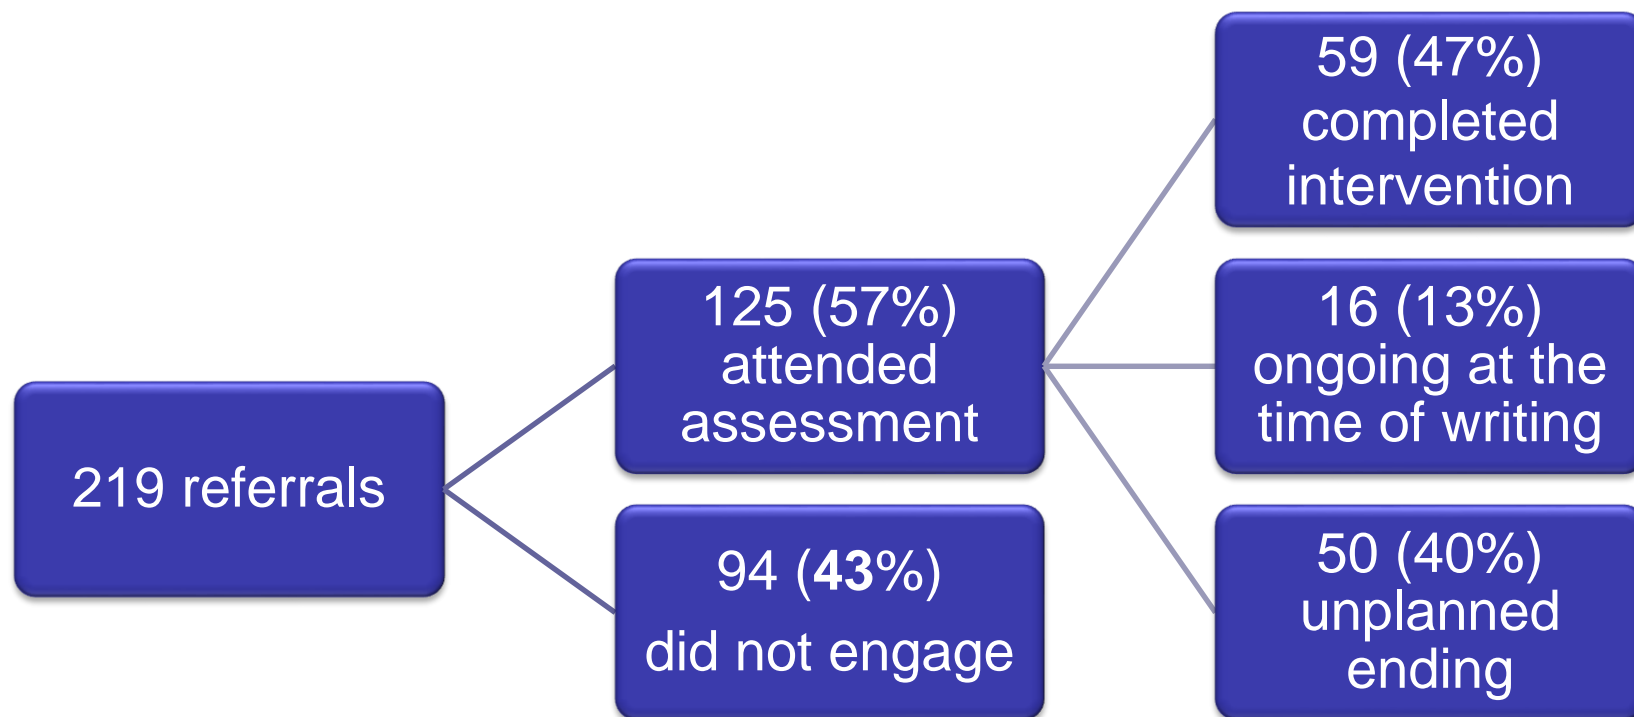 219 referrals
125 (57%)
attended
assessment
94 (43%)
did not engage
59 (47%)
completed
intervention
16 (13%)
ongoing at the
time of writing
50 (40%)
unplanned
ending